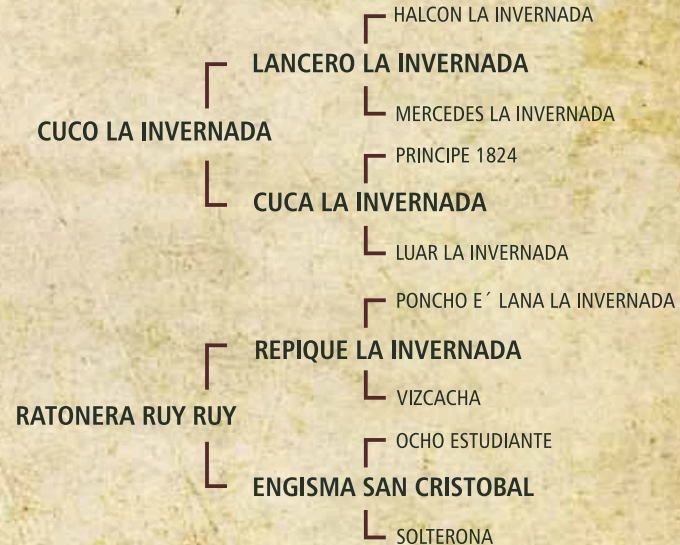 HALCON LA INVERNADA
LANCERO LA INVERNADA
MERCEDES LA INVERNADA
CUCO LA INVERNADA
PRINCIPE 1824
CUCA LA INVERNADA
LUAR LA INVERNADA
PONCHO E´ LANA LA INVERNADA
REPIQUE LA INVERNADA
VIZCACHA
RATONERA RUY RUY
OCHO ESTUDIANTE
ENGISMA SAN CRISTOBAL
SOLTERONA